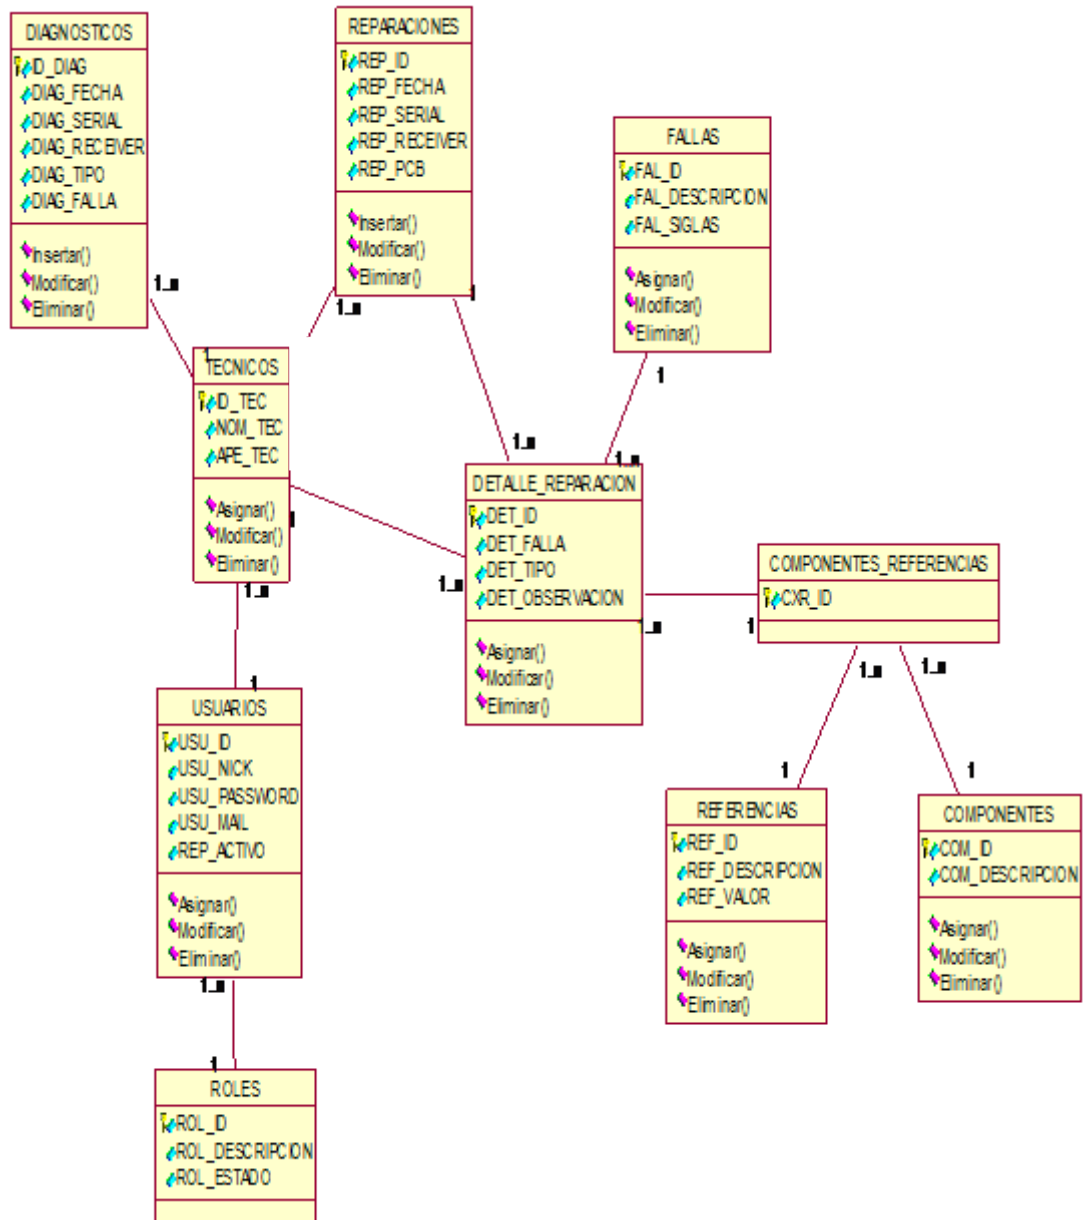 DIAGNOSTICOS
ID_DIAG
DIAG_FECHA
DIAG_SERIAL
DIAG_RECEIVER
DIAG_TIPO
DIAG_FALLA
Insertar()
Modificar()
Eliminar()
1..n
REPARACIONES
REP_ID
REP_FECHA
REP_SERIAL
REP_RECEIVER
REP_PCB
Insertar()
Modificar()
Eliminar()
1..n
1
FALLAS
FAL_ID
FAL_DESCRIPCION
FAL_SIGLAS
Asignar()
Modificar()
Eliminar()
1
1
TECNICOS
ID_TEC
NOM_TEC
APE_TEC
Asignar()
Modificar()
Eliminar()
1
1..n
1..n
1..n
DETALLE_REPARACION
DET_ID
DET_FALLA
DET_TIPO
DET_OBSERVACION
Asignar()
Modificar()
Eliminar()
1..n
1..n
1
COMPONENTES_REFERENCIAS
CXR_ID
1..n
1..n
1
USUARIOS
USU_ID
USU_NICK
USU_PASSWORD
USU_MAIL
REP_ACTIVO
Asignar()
Modificar()
Eliminar()
1..n
1
REFERENCIAS
REF_ID
REF_DESCRIPCION
REF_VALOR
Asignar()
Modificar()
Eliminar()
1
COMPONENTES
COM_ID
COM_DESCRIPCION
Asignar()
Modificar()
Eliminar()
1
ROLES
ROL_ID
ROL_DESCRIPCION
ROL_ESTADO